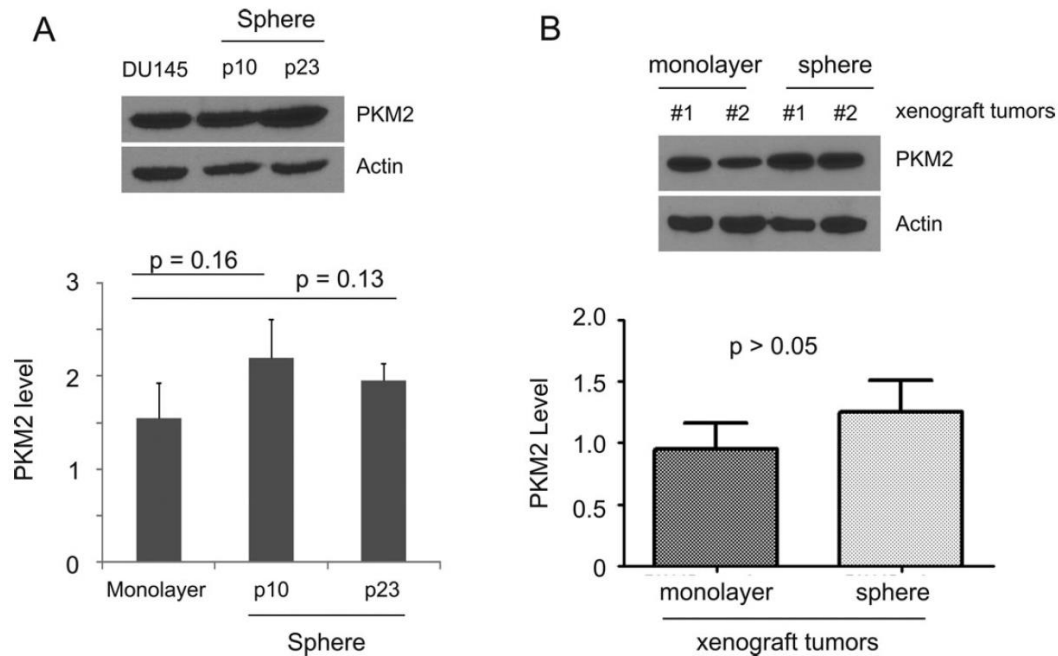 A
Sphere
DU145 p10 p23
PKM2
Actin
p = 0.16
p = 0.13
3
2
1
0
PKM2 level
Monolayer p10 p23
Sphere
B
monolayer sphere
#1 #2 #1 #2 xenograft tumors
PKM2
Actin
2.0
1.5
1.0
0.5
0
p > 0.05
PKM2 Level
monolayer sphere
xenograft tumors